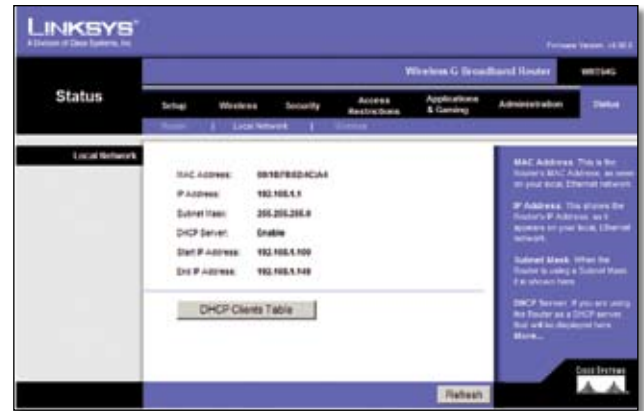 LINKSYS®
A Division of Cisco Systems, Inc.
Firmware Version:
Wireless-G Broadband Router WRT54G
Status
Setup Wireless Security Access Restrictions Applications & Gaming Administration Status
Router | Local Network | Wireless
Local Network
MAC Address:
IP Address: 192.168.1.1
Subnet Mask: 255.255.255.0
DHCP Server: Enable
Start IP Address: 192.168.1.100
End IP Address: 192.168.1.149
DHCP Clients Table
MAC Address. This is the
Router's MAC Address, as seen
on your local, Ethernet network.
IP Address. This shows the
Router's IP Address, as it
appears on your local, Ethernet
network.
Subnet Mask. When the
Router is using a Subnet Mask,
it is shown here.
DHCP Server. If you are using
the Router as a DHCP server,
that will be displayed here.
More...
Refresh
CISCO SYSTEMS